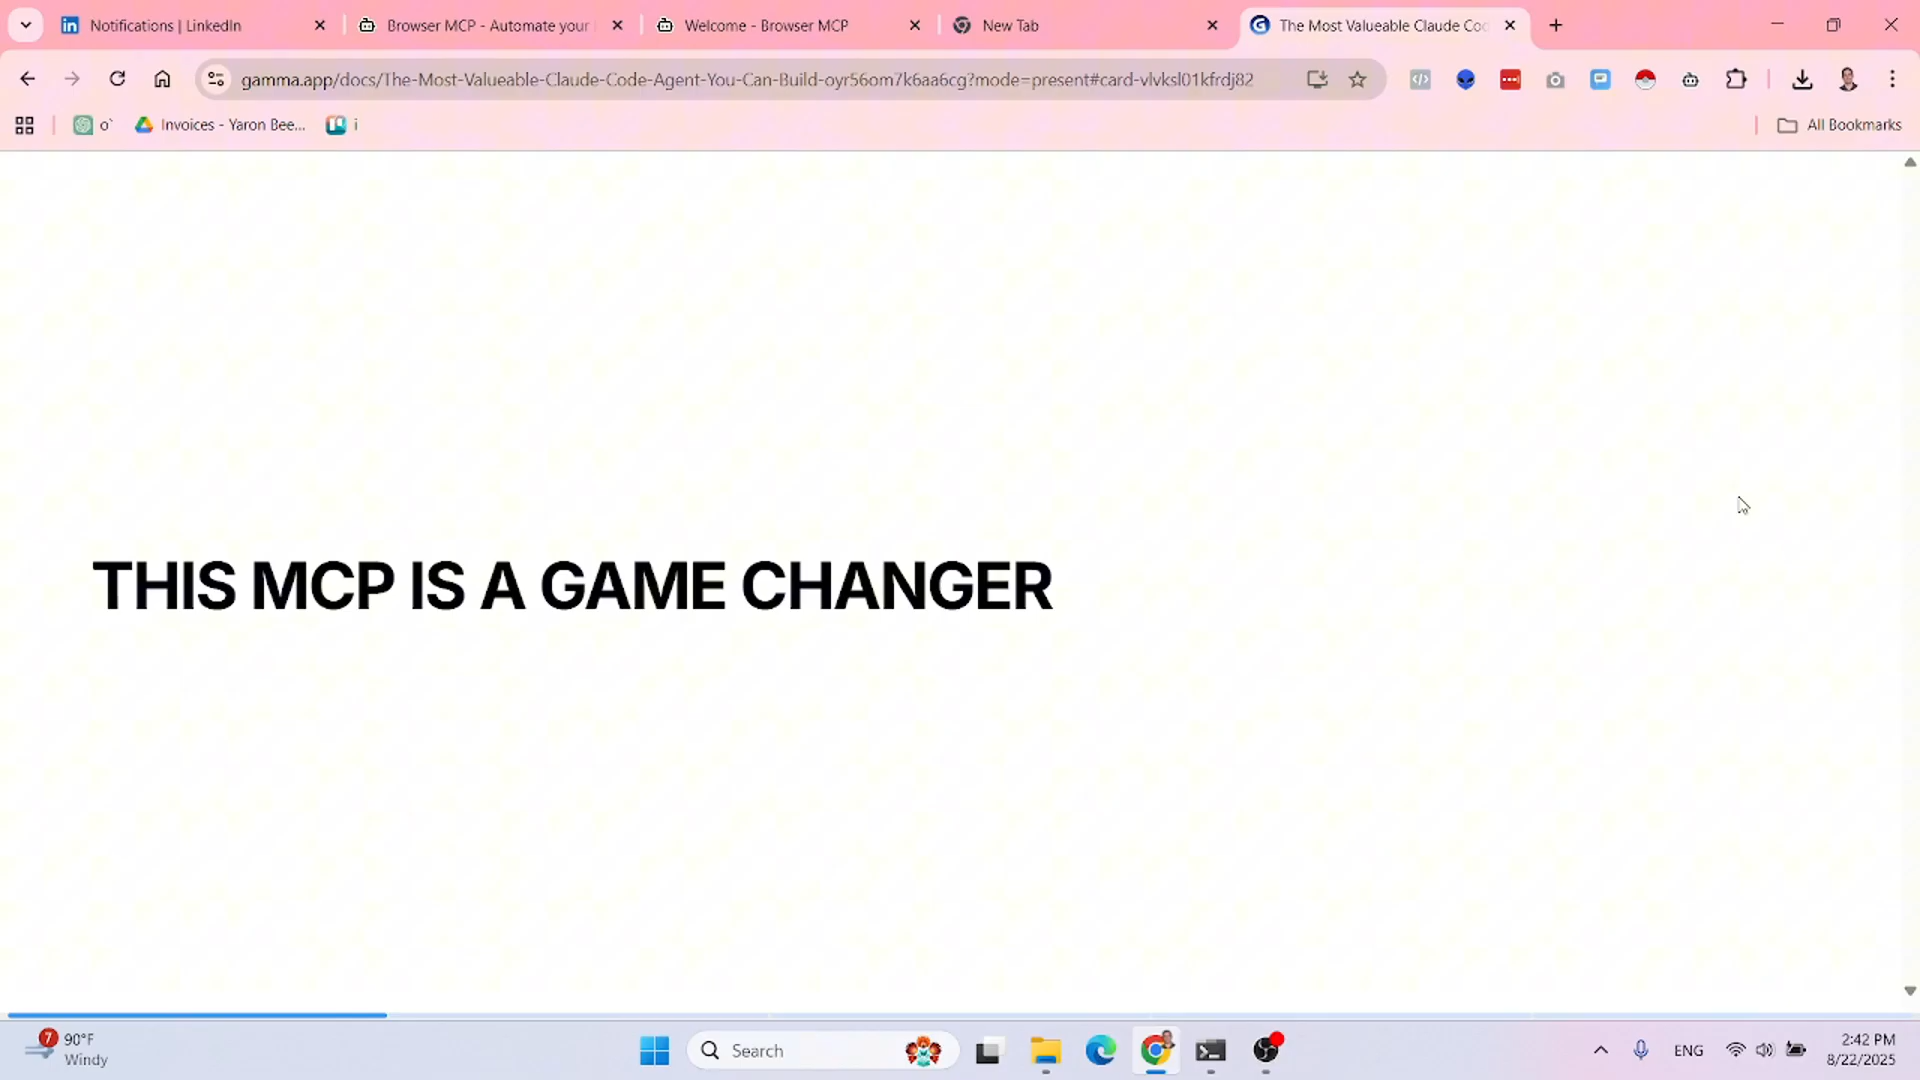 Notifications | LinkedIn
Browser MCP - Automate your
Welcome - Browser MCP
New Tab
The Most Valueable Claude Coc
gamma.app/docs/The-Most-Valueable-Claude-Code-Agent-You-Can-Build-oyr56om7k6aa6cg?mode=present#card-vlvksl01kfrdj82
o`
Invoices - Yaron Bee...
i
All Bookmarks
THIS MCP IS A GAME CHANGER
7
90°F
Windy
Search
ENG
2:42 PM
8/22/2025